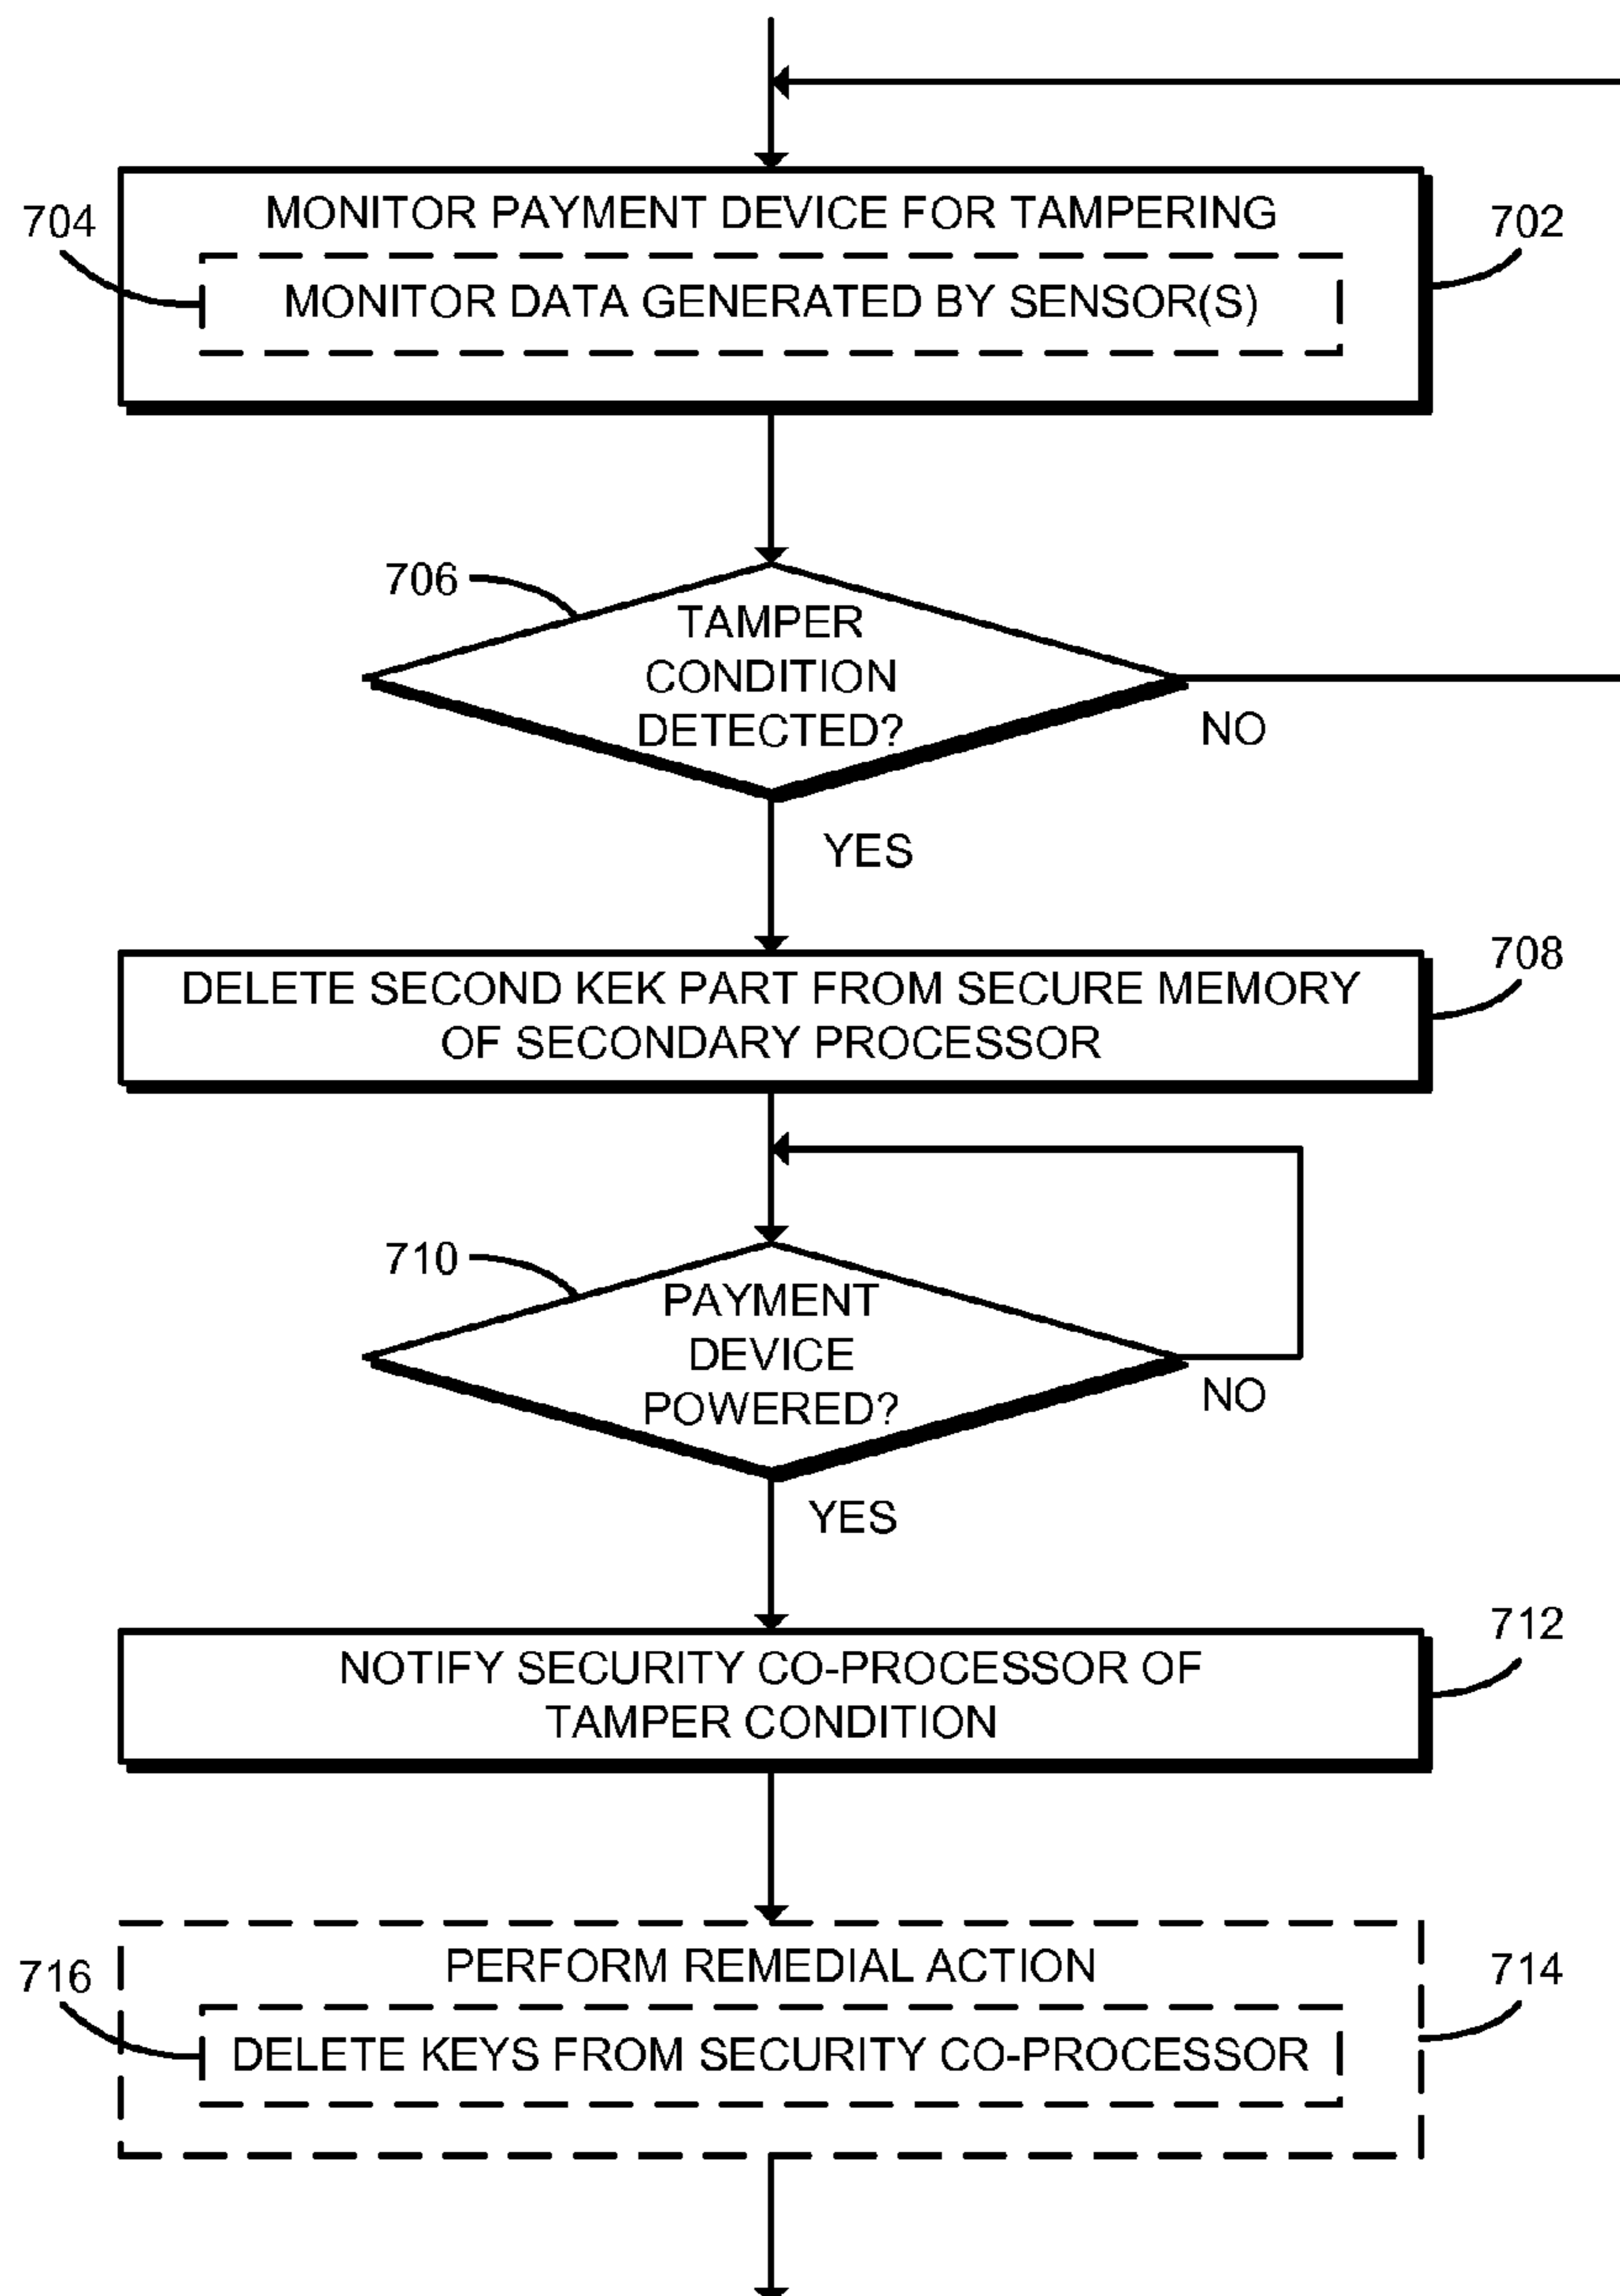 MONITOR PAYMENT DEVICE FOR TAMPERING
704
702
MONITOR DATA GENERATED BY SENSOR(S)
706
TAMPER
CONDITION
DETECTED?
NO
YES
708
DELETE SECOND KEK PART FROM SECURE MEMORY
OF SECONDARY PROCESSOR
710
PAYMENT
DEVICE
POWERED?
NO
YES
712
NOTIFY SECURITY CO-PROCESSOR OF
TAMPER CONDITION
PERFORM REMEDIAL ACTION
716
714
DELETE KEYS FROM SECURITY CO-PROCESSOR